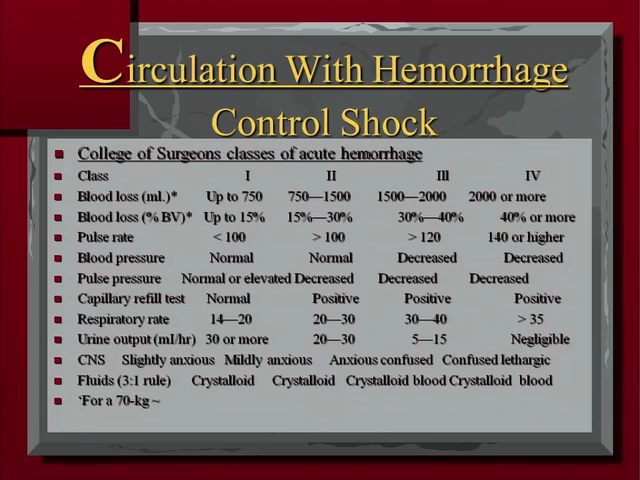 Circulation With Hemorrhage
Control Shock
College of Surgeons classes of acute hemorrhage
Class I II Ill IV
Blood loss (ml.)* Up to 750 750—1500 1500—2000 2000 or more
Blood loss (% BV)* Up to 15% 15%—30% 30%—40% 40% or more
Pulse rate < 100 > 100 > 120 140 or higher
Blood pressure Normal Normal Decreased Decreased
Pulse pressure Normal or elevated Decreased Decreased Decreased
Capillary refill test Normal Positive Positive Positive
Respiratory rate 14—20 20—30 30—40 > 35
Urine output (mI/hr) 30 or more 20—30 5—15 Negligible
CNS Slightly anxious Mildly anxious Anxious confused Confused lethargic
Fluids (3:1 rule) Crystalloid Crystalloid Crystalloid blood Crystalloid blood
‘For a 70-kg ~